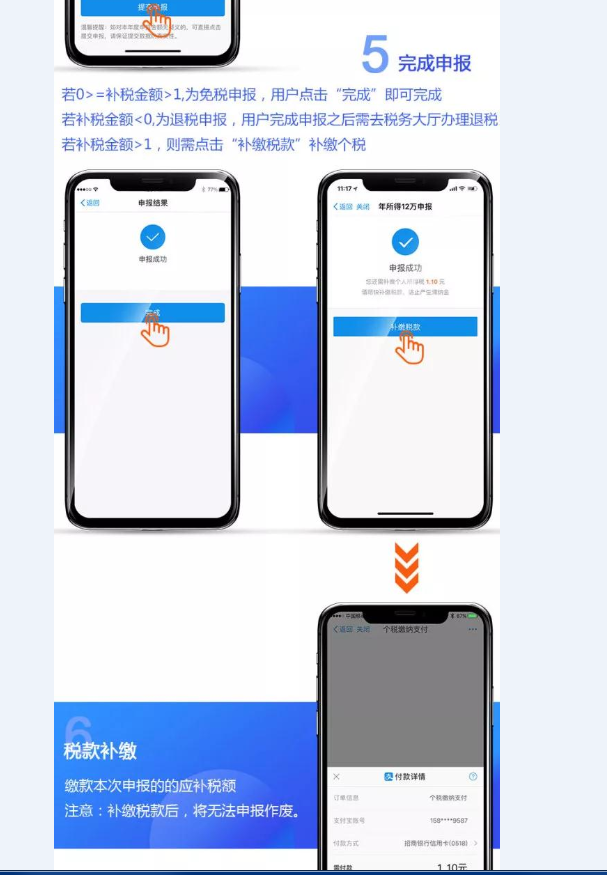 提交申报
5 完成申报
若0>=补税金额>1,为免税申报，用户点击“完成”即可完成
若补税金额<0,为退税申报，用户完成申报之后需去税务大厅办理退税
若补税金额>1，则需点击“补缴税款”补缴个税
77%
返回 申报结果
申报成功
完成
11:17
返回 关闭 年所得12万申报
申报成功
1.10 元
补缴税款
返回 关闭 个税缴纳支付
6
税款补缴
缴款本次申报的的应补税额
注意：补缴税款后，将无法申报作废。
付款详情
订单信息 个税缴纳支付
支付宝账号 158****9587
付款方式 招商银行信用卡(0518)
需付款 1.10元